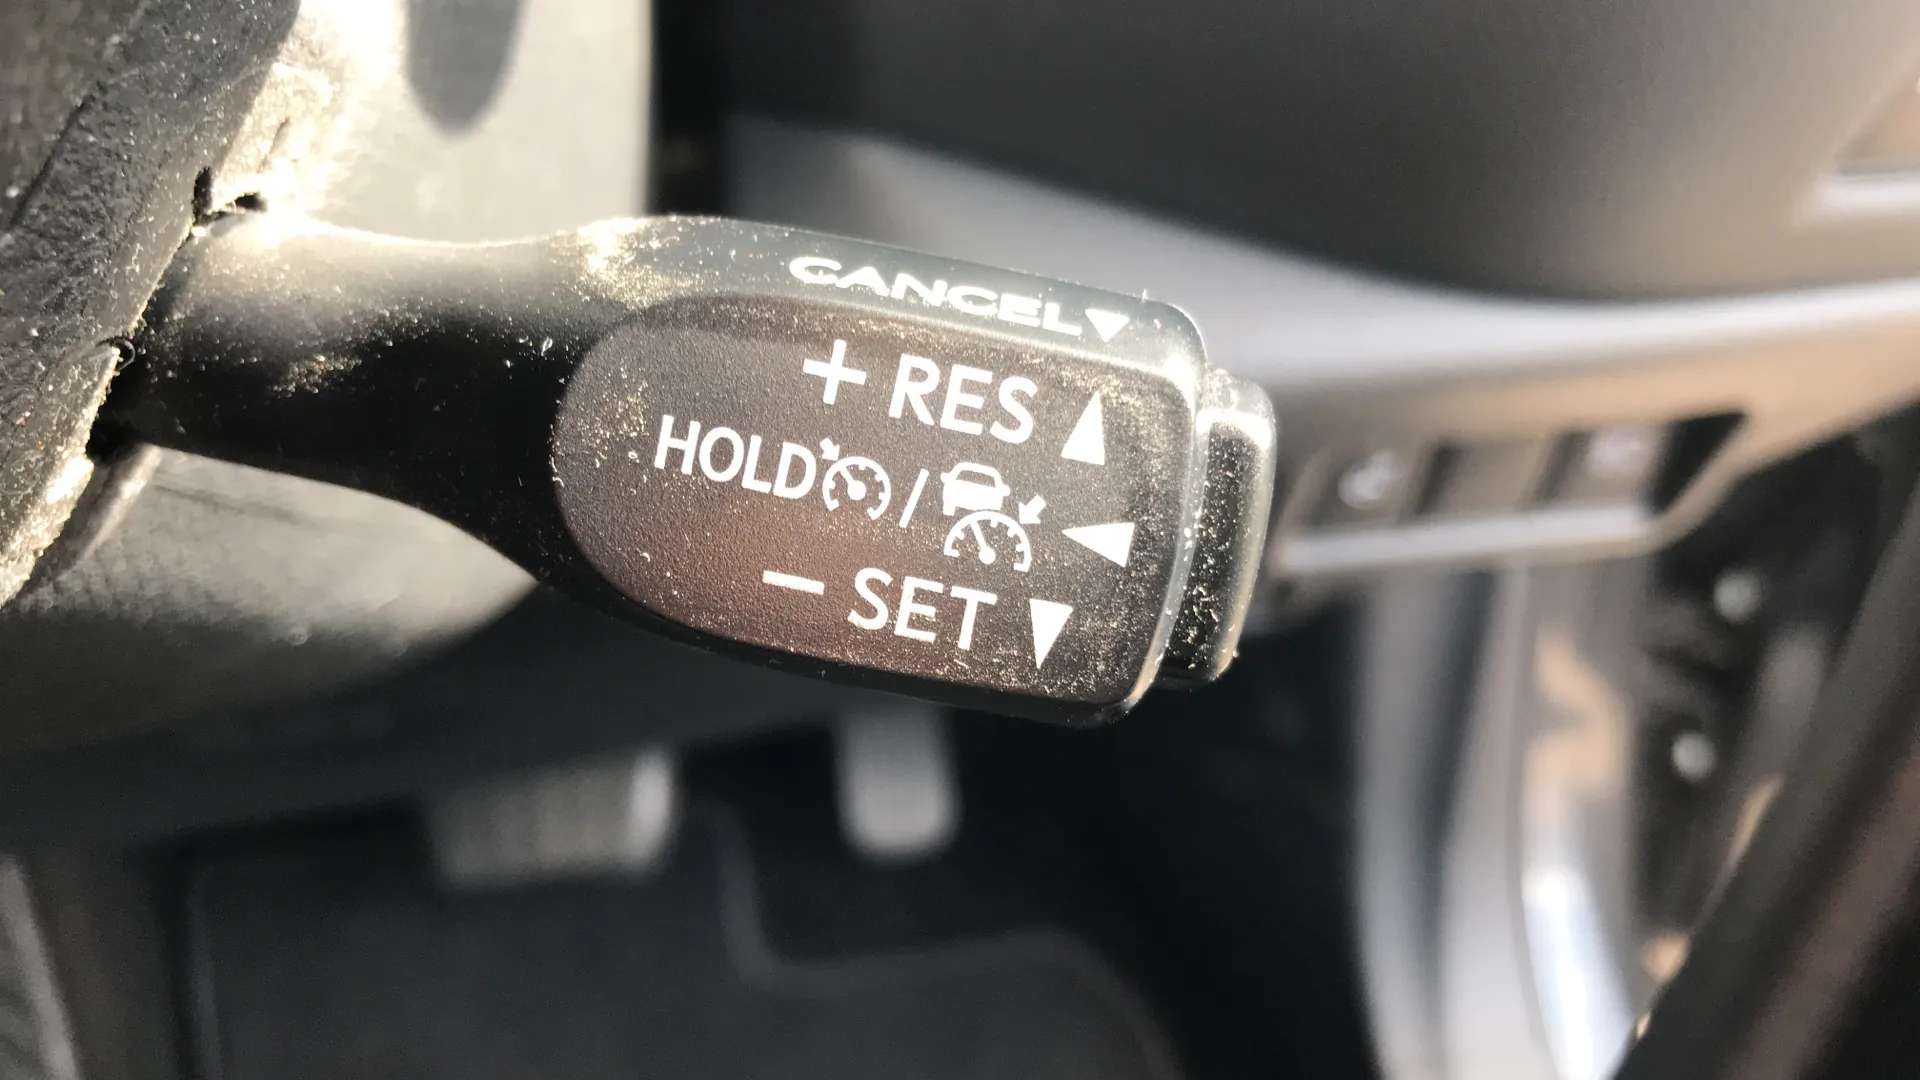 CANCEL
+ RES
HOLD /
− SET